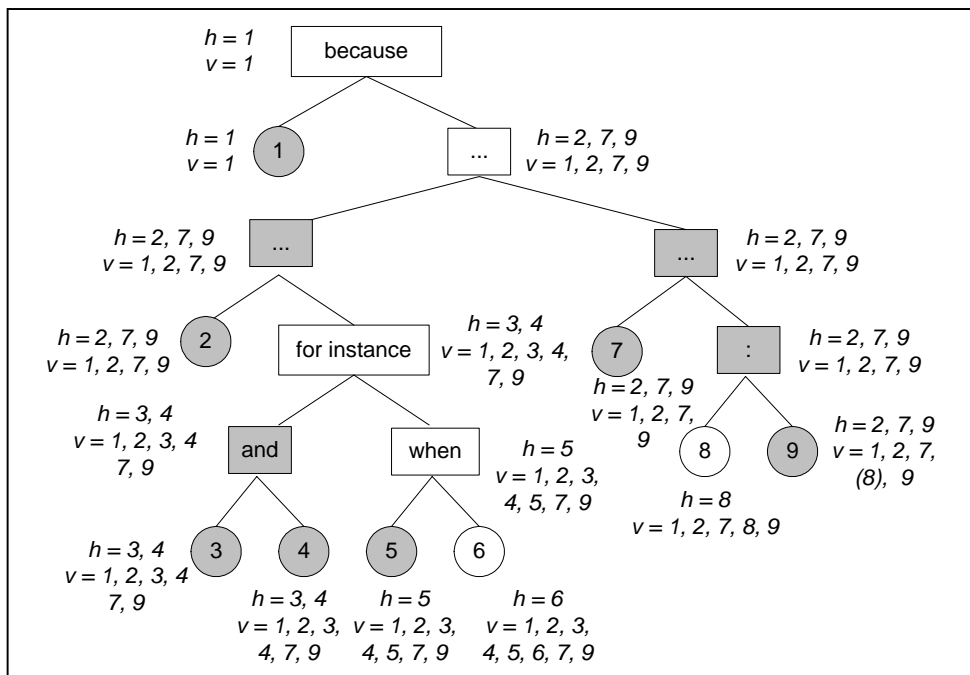 h = 1
v = 1
because
h = 1
v = 1
1
...
h = 2, 7, 9
v = 1, 2, 7, 9
h = 2, 7, 9
v = 1, 2, 7, 9
...
...
h = 2, 7, 9
v = 1, 2, 7, 9
h = 2, 7, 9
v = 1, 2, 7, 9
2
for instance
h = 3, 4
v = 1, 2, 3, 4,
7, 9
7
h = 2, 7, 9
v = 1, 2, 7,
9
:
h = 2, 7, 9
v = 1, 2, 7, 9
h = 3, 4
v = 1, 2, 3, 4
7, 9
and
when
h = 5
v = 1, 2, 3,
4, 5, 7, 9
8
h = 8
v = 1, 2, 7, 8, 9
9
h = 2, 7, 9
v = 1, 2, 7,
(8), 9
h = 3, 4
v = 1, 2, 3, 4
7, 9
3
4
h = 3, 4
v = 1, 2, 3,
4, 7, 9
5
h = 5
v = 1, 2, 3,
4, 5, 7, 9
6
h = 6
v = 1, 2, 3,
4, 5, 6, 7, 9